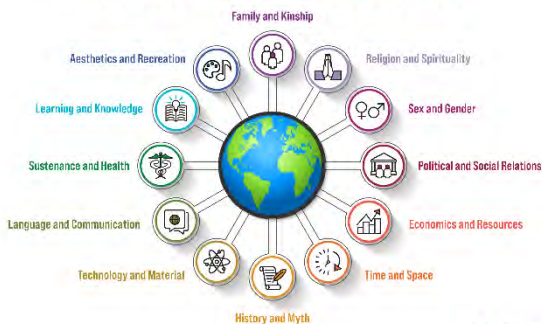 Family and Kinship
Aesthetics and Recreation
Religion and Spirituality
Learning and Knowledge
Sex and Gender
Sustenance and Health
Political and Social Relations
Language and Communication
Economics and Resources
Technology and Material
Time and Space
History and Myth